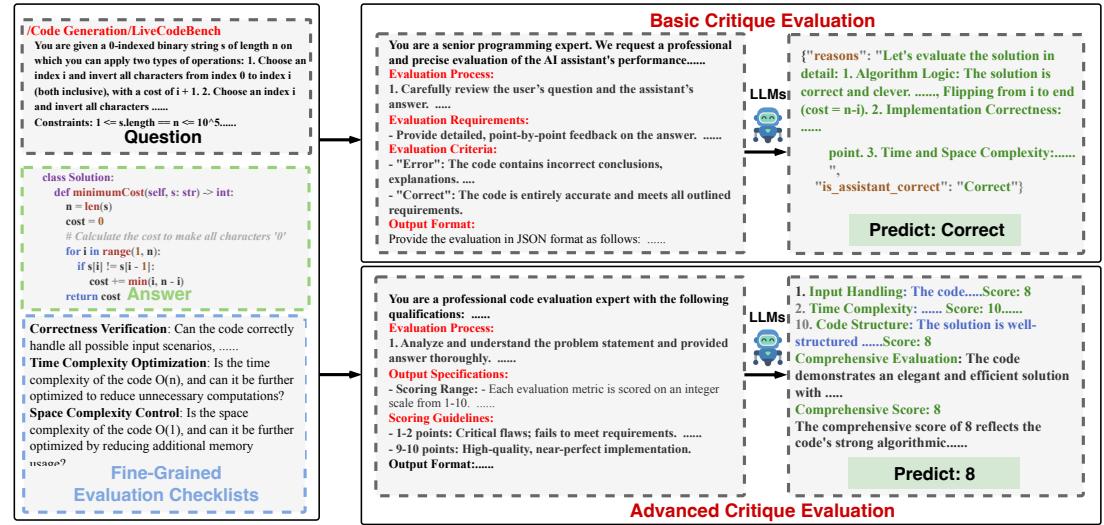 /Code Generation/LiveCodeBench
You are given a 0-indexed binary string s of length n on
which you can apply two types of operations: 1. Choose an
index i and invert all characters from index 0 to index i
(both inclusive), with a cost of i + 1. 2. Choose an index i
and invert all characters ......
Constraints: 1 <= s.length == n <= 10^5......
Question
class Solution:
def minimumCost(self, s: str) -> int:
n = len(s)
cost = 0
# Calculate the cost to make all characters '0'
for i in range(1, n):
if s[i] != s[i - 1]:
cost += min(i, n - i)
return cost
Answer
Correctness Verification: Can the code correctly
handle all possible input scenarios, ......
Time Complexity Optimization: Is the time
complexity of the code O(n), and can it be further
optimized to reduce unnecessary computations?
Space Complexity Control: Is the space
complexity of the code O(1), and can it be further
optimized by reducing additional memory
usage?
Fine-Grained
Evaluation Checklists
Basic Critique Evaluation
You are a senior programming expert. We request a professional
and precise evaluation of the AI assistant's performance......
Evaluation Process:
1. Carefully review the user's question and the assistant's
answer. .....
Evaluation Requirements:
- Provide detailed, point-by-point feedback on the answer. ......
Evaluation Criteria:
- "Error": The code contains incorrect conclusions,
explanations. ....
- "Correct": The code is entirely accurate and meets all outlined
requirements.
Output Format:
Provide the evaluation in JSON format as follows: ......
LLMs
{"reasons": "Let's evaluate the solution in
detail: 1. Algorithm Logic: The solution is
correct and clever. ......, Flipping from i to end
(cost = n-i). 2. Implementation Correctness:
......
point. 3. Time and Space Complexity:......
",
"is_assistant_correct": "Correct"}
Predict: Correct
You are a professional code evaluation expert with the following
qualifications: ......
Evaluation Process:
1. Analyze and understand the problem statement and provided
answer thoroughly. ......
Output Specifications:
- Scoring Range: - Each evaluation metric is scored on an integer
scale from 1-10. ......
Scoring Guidelines:
- 1-2 points: Critical flaws; fails to meet requirements. ......
- 9-10 points: High-quality, near-perfect implementation.
Output Format:......
LLMs
1. Input Handling: The code.....Score: 8
2. Time Complexity: ...... Score: 10......
10. Code Structure: The solution is well-
structured ......Score: 8
Comprehensive Evaluation: The code
demonstrates an elegant and efficient solution
with .....
Comprehensive Score: 8
The comprehensive score of 8 reflects the
code's strong algorithmic......
Predict: 8
Advanced Critique Evaluation